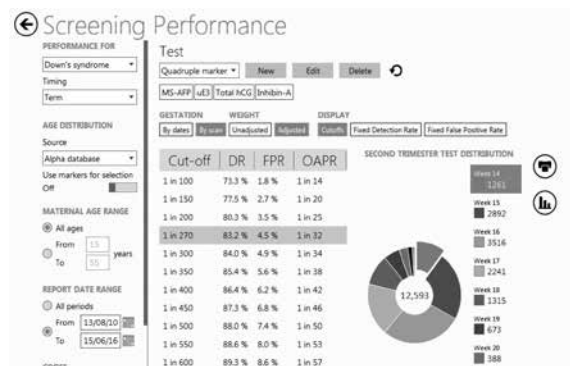 Screening Performance
PERFORMANCE FOR
Down's syndrome
Timing
Term
AGE DISTRIBUTION
Source
Alpha database
Use markers for selection
Off
MATERNAL AGE RANGE
All ages
From 15
To 55 years
REPORT DATE RANGE
All periods
From 13/08/10
To 15/06/16
Test
Quadruple marker New Edit Delete
MS-AFP uE3 Total hCG Inhibin-A
GESTATION WEIGHT DISPLAY
By dates By scan Unadjusted Adjusted Cutoffs Fixed Detection Rate Fixed False Positive Rate
Cut-off DR FPR OAPR
1 in 100 73.3 % 1.8 % 1 in 14
1 in 150 77.5 % 2.7 % 1 in 20
1 in 200 80.3 % 3.5 % 1 in 25
1 in 270 83.2 % 4.5 % 1 in 32
1 in 300 84.0 % 4.9 % 1 in 34
1 in 350 85.4 % 5.6 % 1 in 38
1 in 400 86.4 % 6.2 % 1 in 42
1 in 450 87.3 % 6.8 % 1 in 46
1 in 500 88.0 % 7.4 % 1 in 50
1 in 550 88.6 % 8.0 % 1 in 53
1 in 600 89.3 % 8.6 % 1 in 57
SECOND TRIMESTER TEST DISTRIBUTION
12,593
Week 14
1261
Week 15
2892
Week 16
3516
Week 17
2241
Week 18
1315
Week 19
673
Week 20
388